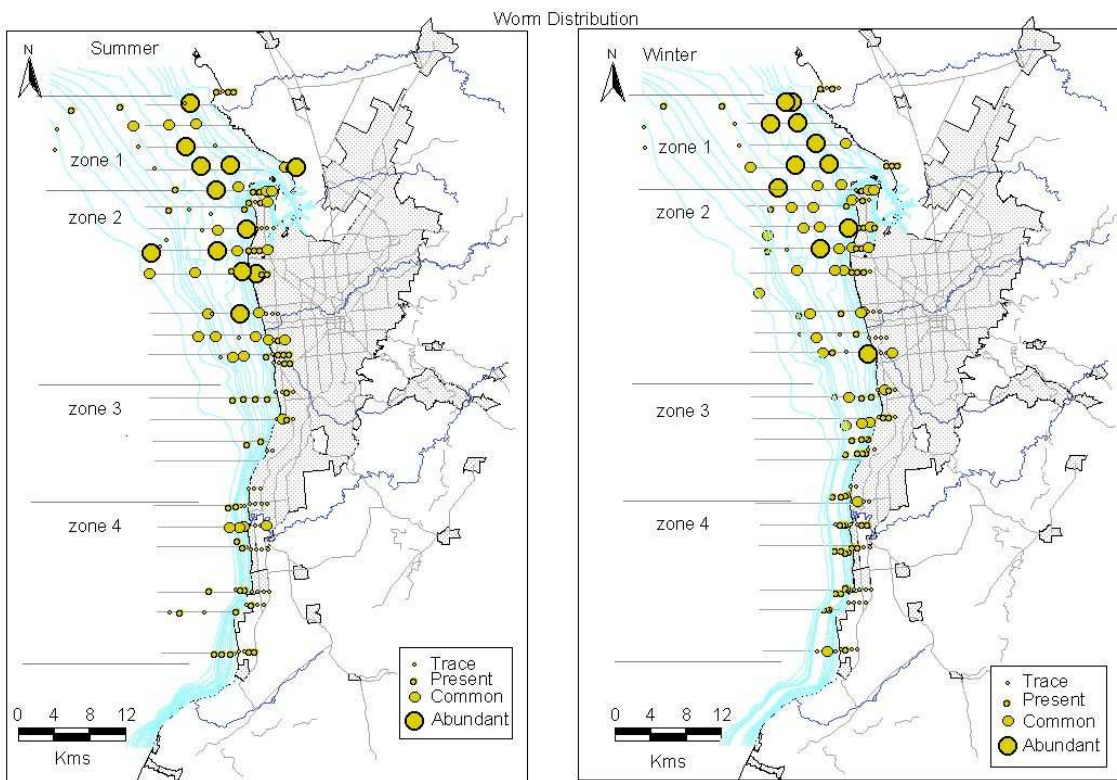 Worm Distribution
N
Summer
zone 1
zone 2
zone 3
zone 4
Trace
Present
Common
Abundant
0 4 8 12
Kms
N
Winter
zone 1
zone 2
zone 3
zone 4
Trace
Present
Common
Abundant
0 4 8 12
Kms